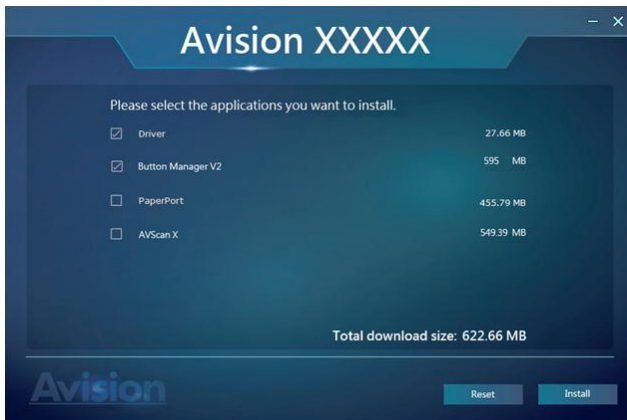 Avision XXXXX
Please select the applications you want to install.
Driver 27.66 MB
Button Manager V2 595 MB
PaperPort 455.79 MB
AVScan X 549.39 MB
Total download size: 622.66 MB
Avision
Reset Install